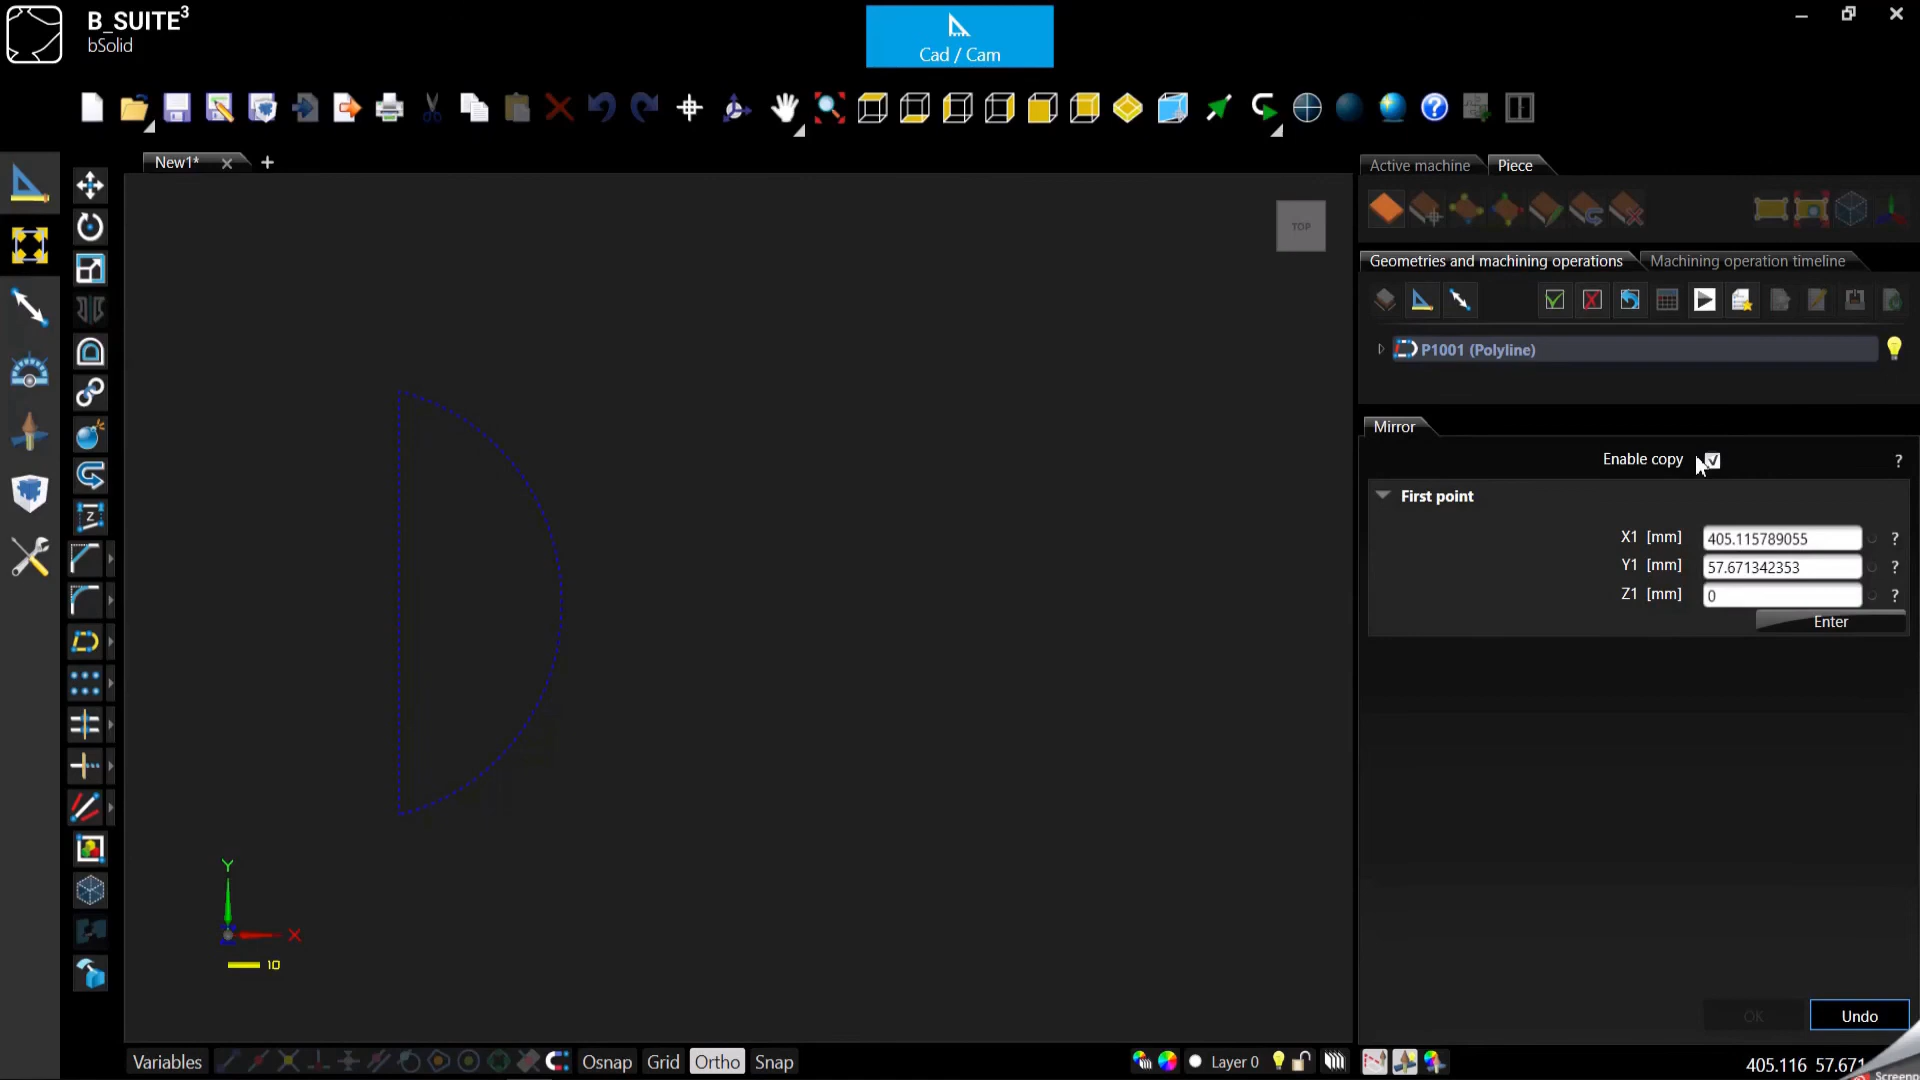 B_SUITE³
bSolid
Cad / Cam
New1*
TOP
Active machine
Piece
Geometries and machining operations
Machining operation timeline
P1001 (Polyline)
Mirror
Enable copy
?
First point
X1 [mm]
405.115789055
?
Y1 [mm]
57.671342353
?
Z1 [mm]
0
?
Enter
Z
Y
X
10
OK
Undo
Variables
Osnap
Grid
Ortho
Snap
Layer 0
405.116 57.671